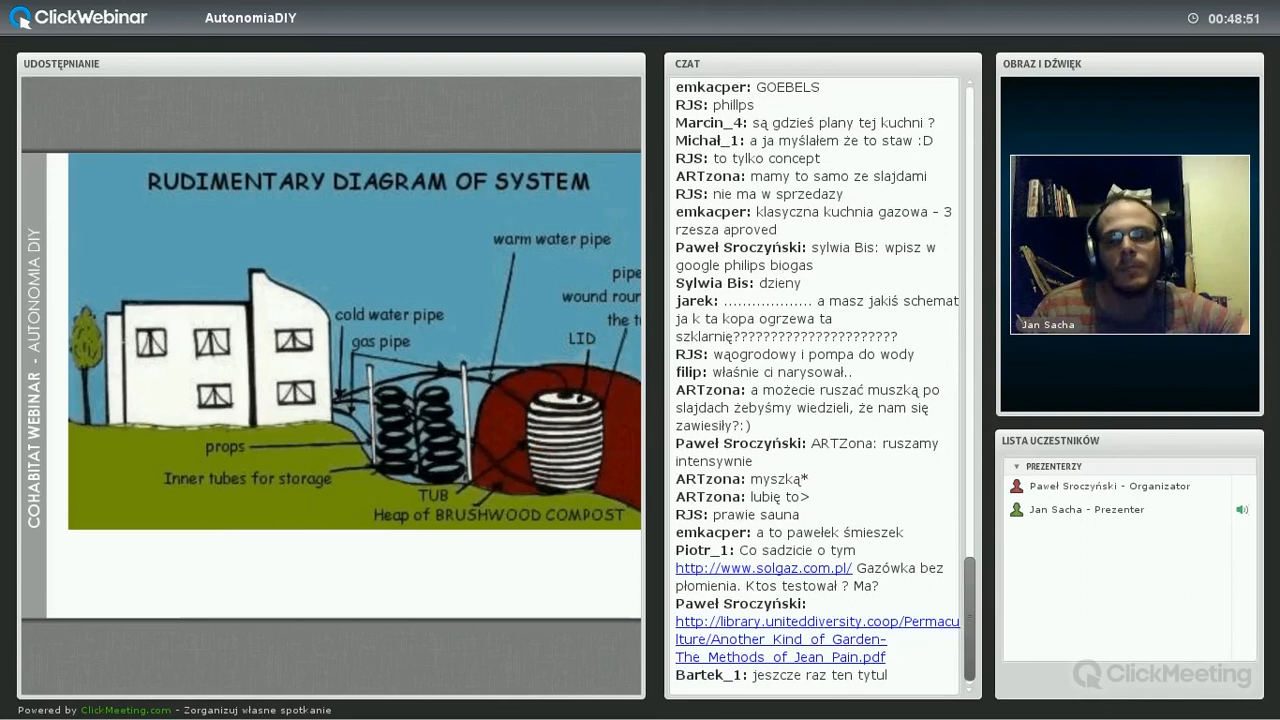 ClickWebinar
AutonomiaDIY
00:48:51
UDOSTĘPNIANIE
COHABITAT WEBINAR - AUTONOMIA DIY
RUDIMENTARY DIAGRAM OF SYSTEM
warm water pipe
pipe
wound roun
the t
cold water pipe
LID
gas pipe
props
Inner tubes for storage
TUB
Heap of BRUSHWOOD COMPOST
CZAT
emkacper: GOEBELS
RJS: phillps
Marcin_4: są gdzieś plany tej kuchni ?
Michał_1: a ja myślałem że to staw :D
RJS: to tylko concept
ARTzona: mamy to samo ze slajdami
RJS: nie ma w sprzedazy
emkacper: klasyczna kuchnia gazowa - 3
rzesza aproved
Paweł Sroczyński: sylwia Bis: wpisz w
google philips biogas
Sylwia Bis: dzieny
jarek: ................... a masz jakiś schemat
ja k ta kopa ogrzewa ta
szklarnię??????????????????????
RJS: wąogrodowy i pompa do wody
filip: właśnie ci narysował..
ARTzona: a możecie ruszać muszką po
slajdach żebyśmy wiedzieli, że nam się
zawiesiły?:)
Paweł Sroczyński: ARTZona: ruszamy
intensywnie
ARTzona: myszką*
ARTzona: lubię to>
RJS: prawie sauna
emkacper: a to pawełek śmieszek
Piotr_1: Co sadzicie o tym
http://www.solgaz.com.pl/ Gazówka bez
płomienia. Ktos testował ? Ma?
Paweł Sroczyński:
http://library.uniteddiversity.coop/Permacu
lture/Another_Kind_of_Garden-
The_Methods_of_Jean_Pain.pdf
Bartek_1: jeszcze raz ten tytul
OBRAZ I DŹWIĘK
Jan Sacha
LISTA UCZESTNIKÓW
PREZENTERZY
Paweł Sroczyński - Organizator
Jan Sacha - Prezenter
ClickMeeting
Powered by ClickMeeting.com - Zorganizuj własne spotkanie